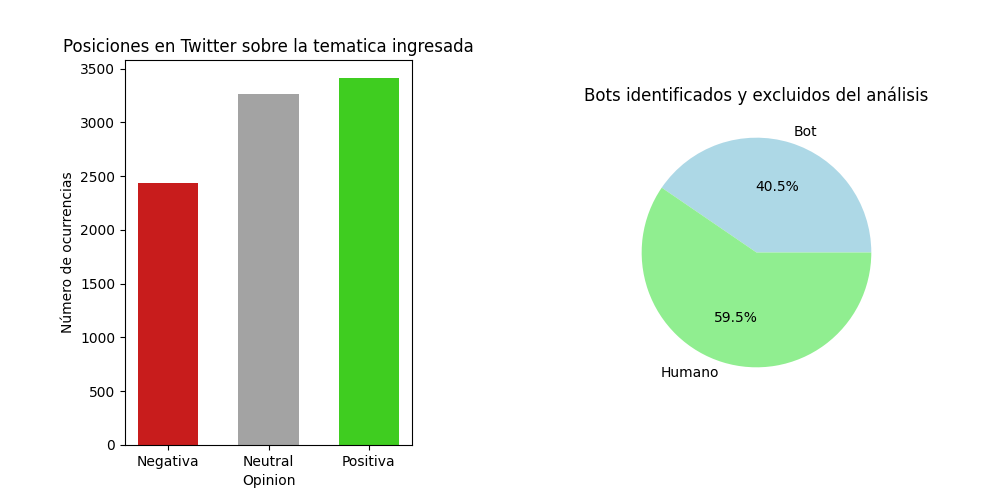 Posiciones en Twitter sobre la tematica ingresada
Número de ocurrencias
3500
3000
2500
2000
1500
1000
500
0
Negativa
Neutral
Positiva
Opinion
Bots identificados y excluidos del análisis
Bot
40.5%
59.5%
Humano